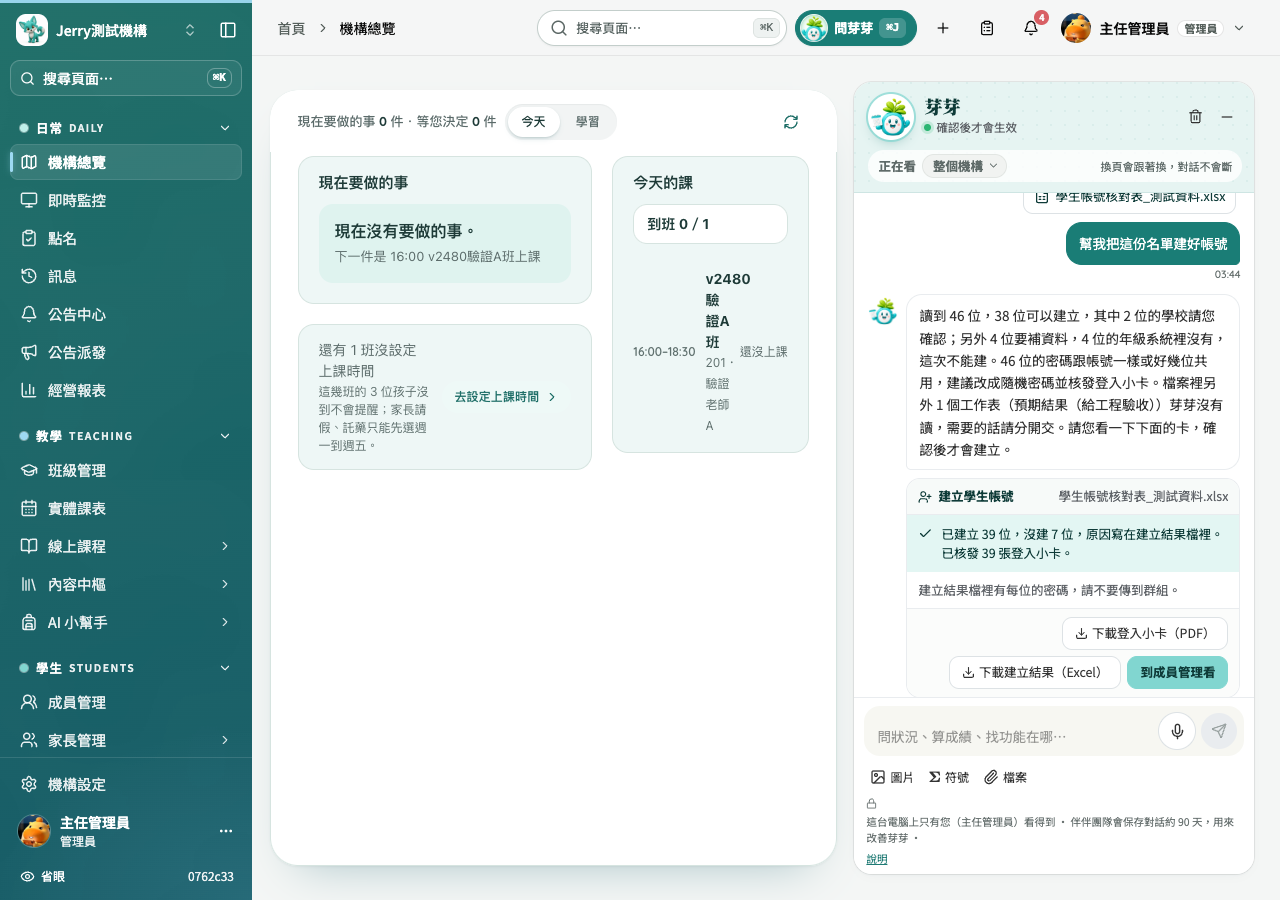 Jerry測試機構
搜尋頁面⋯
⌘K
日常 DAILY
機構總覽
即時監控
點名
訊息
公告中心
公告派發
經營報表
教學 TEACHING
班級管理
實體課表
線上課程
內容中樞
AI 小幫手
學生 STUDENTS
成員管理
家長管理
機構設定
主任管理員
管理員
省眼
0762c33
首頁
機構總覽
搜尋頁面⋯
⌘K
問芽芽
⌘J
4
主任管理員
管理員
現在要做的事 0 件 · 等您決定 0 件
今天
學習
現在要做的事
現在沒有要做的事。
下一件是 16:00 v2480驗證A班上課
還有 1 班沒設定
上課時間
這幾班的 3 位孩子沒
到不會提醒；家長請
假、託藥只能先選週
一到週五。
去設定上課時間
今天的課
到班 0 / 1
16:00–18:30
v2480
驗
證A
班
201 ·
驗證
老師
A
還沒上課
芽芽
確認後才會生效
正在看
整個機構
換頁會跟著換，對話不會斷
學生帳號核對表_測試資料.xlsx
幫我把這份名單建好帳號
03:44
讀到 46 位，38 位可以建立，其中 2 位的學校請您
確認；另外 4 位要補資料，4 位的年級系統裡沒有，
這次不能建。46 位的密碼跟帳號一樣或好幾位共
用，建議改成隨機密碼並核發登入小卡。檔案裡另
外 1 個工作表（預期結果（給工程驗收））芽芽沒有
讀，需要的話請分開交。請您看一下下面的卡，確
認後才會建立。
建立學生帳號
學生帳號核對表_測試資料.xlsx
已建立 39 位，沒建 7 位，原因寫在建立結果檔裡。
已核發 39 張登入小卡。
建立結果檔裡有每位的密碼，請不要傳到群組。
下載登入小卡（PDF）
下載建立結果（Excel）
到成員管理看
問狀況、算成績、找功能在哪⋯
圖片
符號
檔案
這台電腦上只有您（主任管理員）看得到 · 伴伴團隊會保存對話約 90 天，用來
改善芽芽 ·
說明